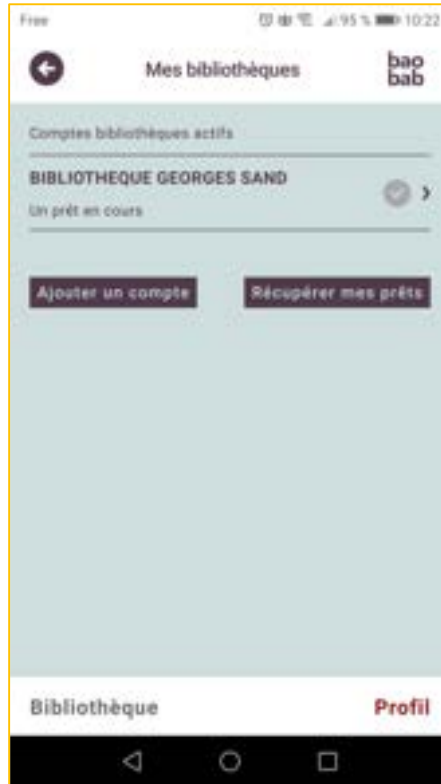 Free 95 % 10:22
Mes bibliothèques
bao
bab
Comptes bibliothèques actifs
BIBLIOTHEQUE GEORGES SAND
Un prêt en cours
Ajouter un compte Récupérer mes prêts
Bibliothèque Profil